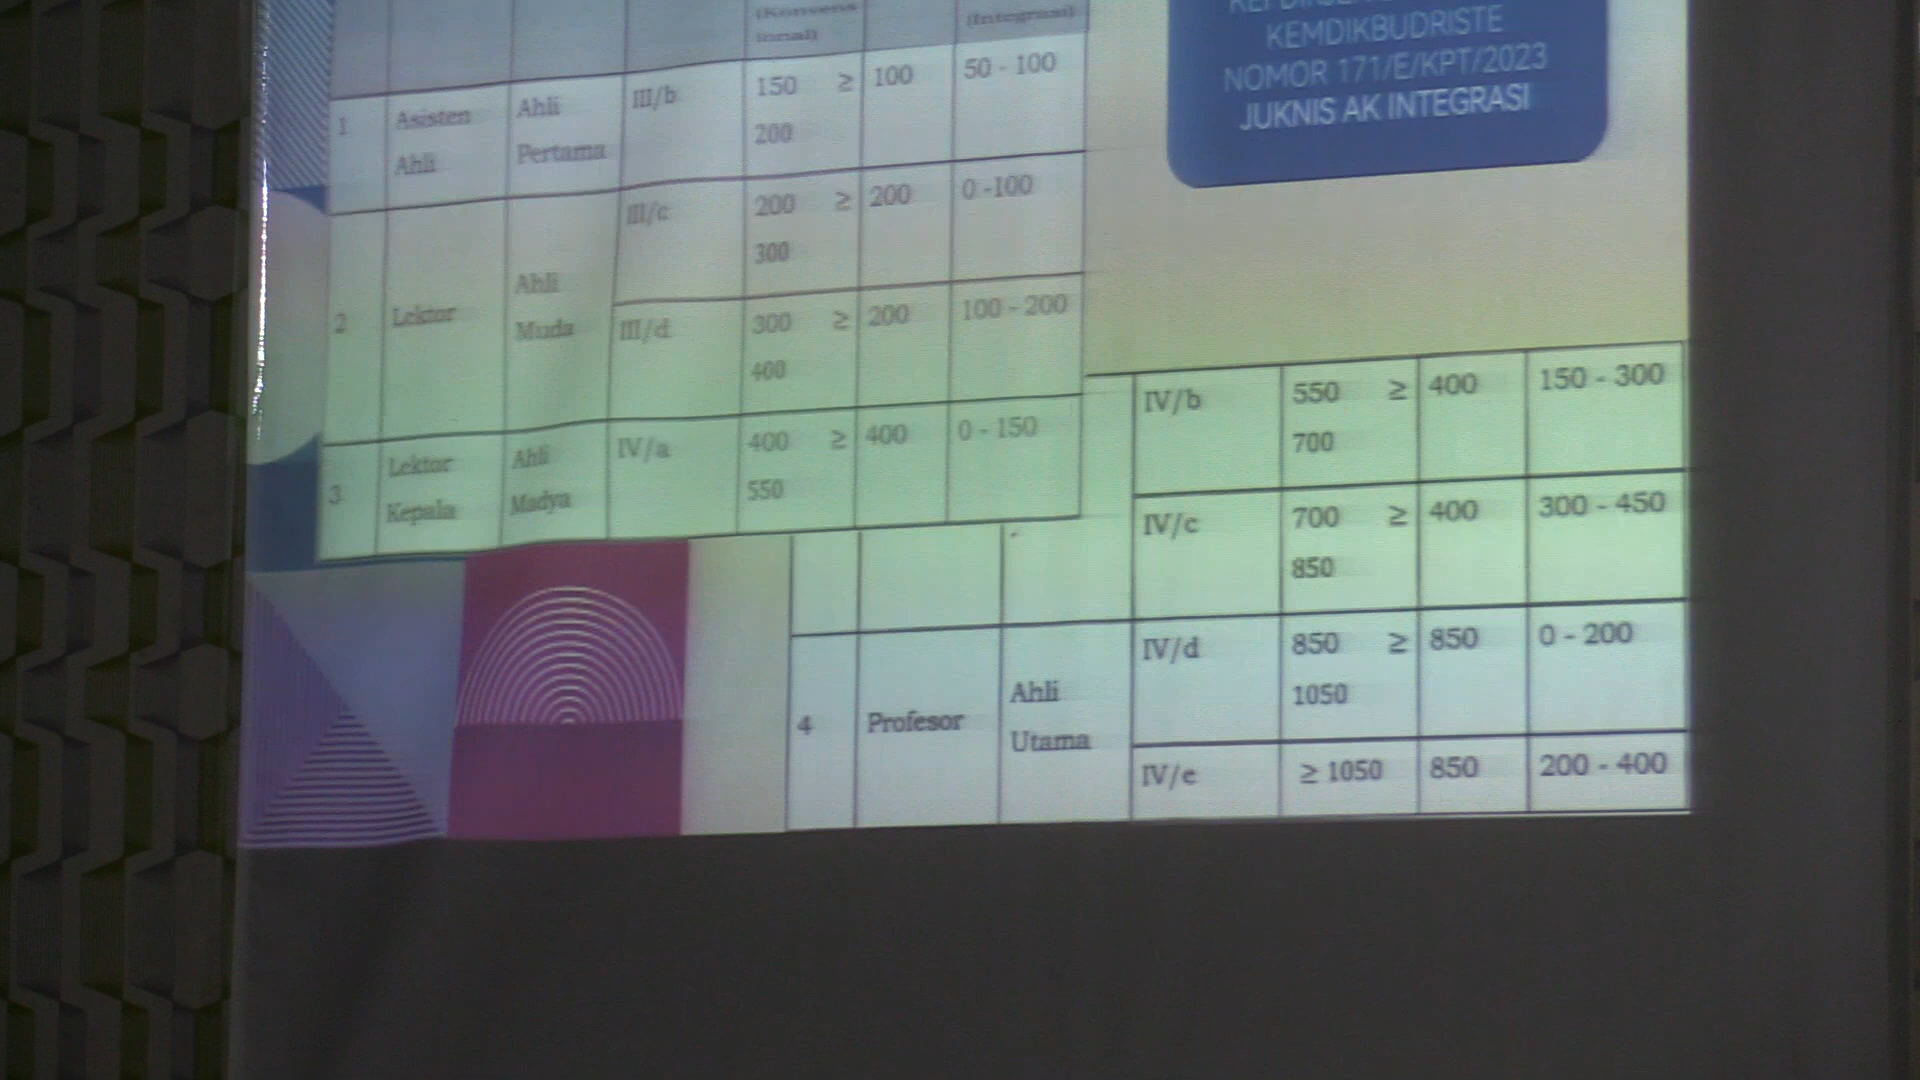 (Konvens
ional)
(Integrasi)
KEMDIKBUDRISTE
NOMOR 171/E/KPT/2023
JUKNIS AK INTEGRASI
1
Asisten
Ahli
Ahli
Pertama
III/b
150 ≥
200
100
50 - 100
2
Lektor
Ahli
Muda
III/c
200 ≥
300
200
0 -100
III/d
300 ≥
400
200
100 - 200
3
Lektor
Kepala
Ahli
Madya
IV/a
400 ≥
550
400
0 - 150
IV/b
550 ≥
700
400
150 - 300
IV/c
700 ≥
850
400
300 - 450
4
Profesor
Ahli
Utama
IV/d
850 ≥
1050
850
0 - 200
IV/e
≥ 1050
850
200 - 400